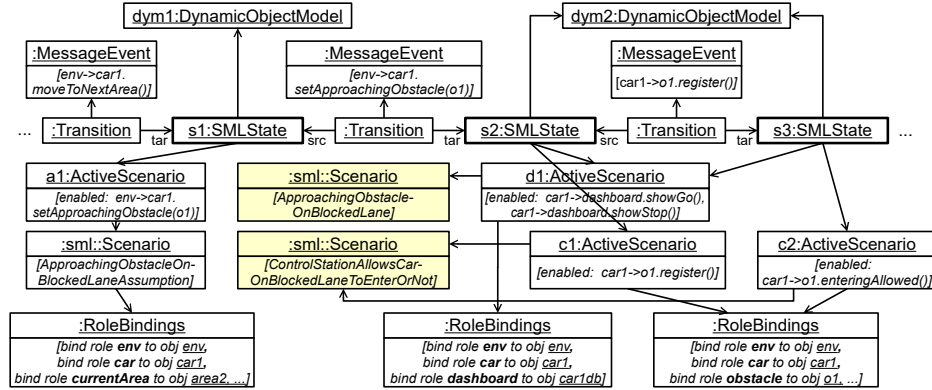 dym1:DynamicObjectModel
dym2:DynamicObjectModel
:MessageEvent
[env->car1.
moveToNextArea()]
:MessageEvent
[env->car1.
setApproachingObstacle(o1)]
:MessageEvent
[car1->o1.register()]
...
:Transition
tar
s1:SMLState
src
:Transition
tar
s2:SMLState
src
:Transition
tar
s3:SMLState
...
a1:ActiveScenario
[enabled: env->car1.
setApproachingObstacle(o1)]
:sml::Scenario
[ApproachingObstacle-
OnBlockedLane]
d1:ActiveScenario
[enabled: car1->dashboard.showGo(),
car1->dashboard.showStop()]
:sml::Scenario
[ApproachingObstacleOn-
BlockedLaneAssumption]
:sml::Scenario
[ControlStationAllowsCar-
OnBlockedLaneToEnterOrNot]
c1:ActiveScenario
[enabled: car1->o1.register()]
c2:ActiveScenario
[enabled:
car1->o1.enteringAllowed()]
:RoleBindings
[bind role env to obj env,
bind role car to obj car1,
bind role currentArea to obj area2, ...]
:RoleBindings
[bind role env to obj env,
bind role car to obj car1,
bind role dashboard to obj car1db]
:RoleBindings
[bind role env to obj env,
bind role car to obj car1,
bind role obstacle to obj o1, ...]